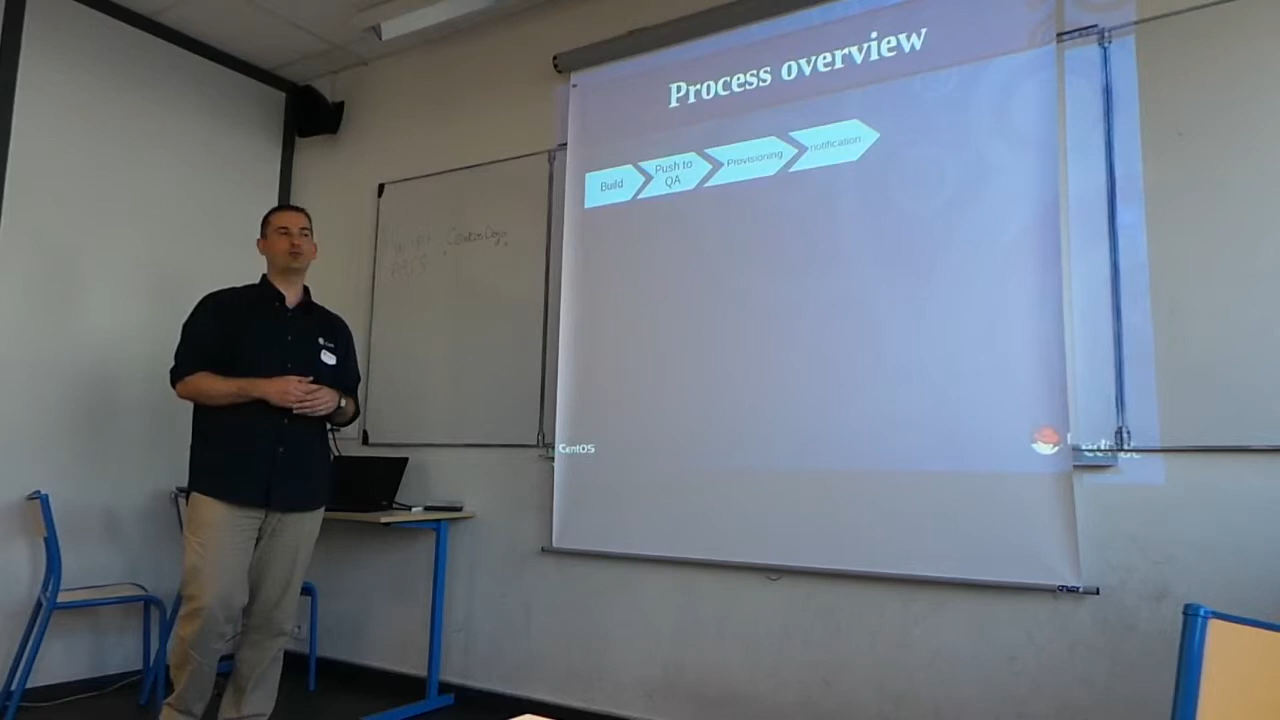 Process overview
Build
Push to
QA
Provisioning
notification
CentOS